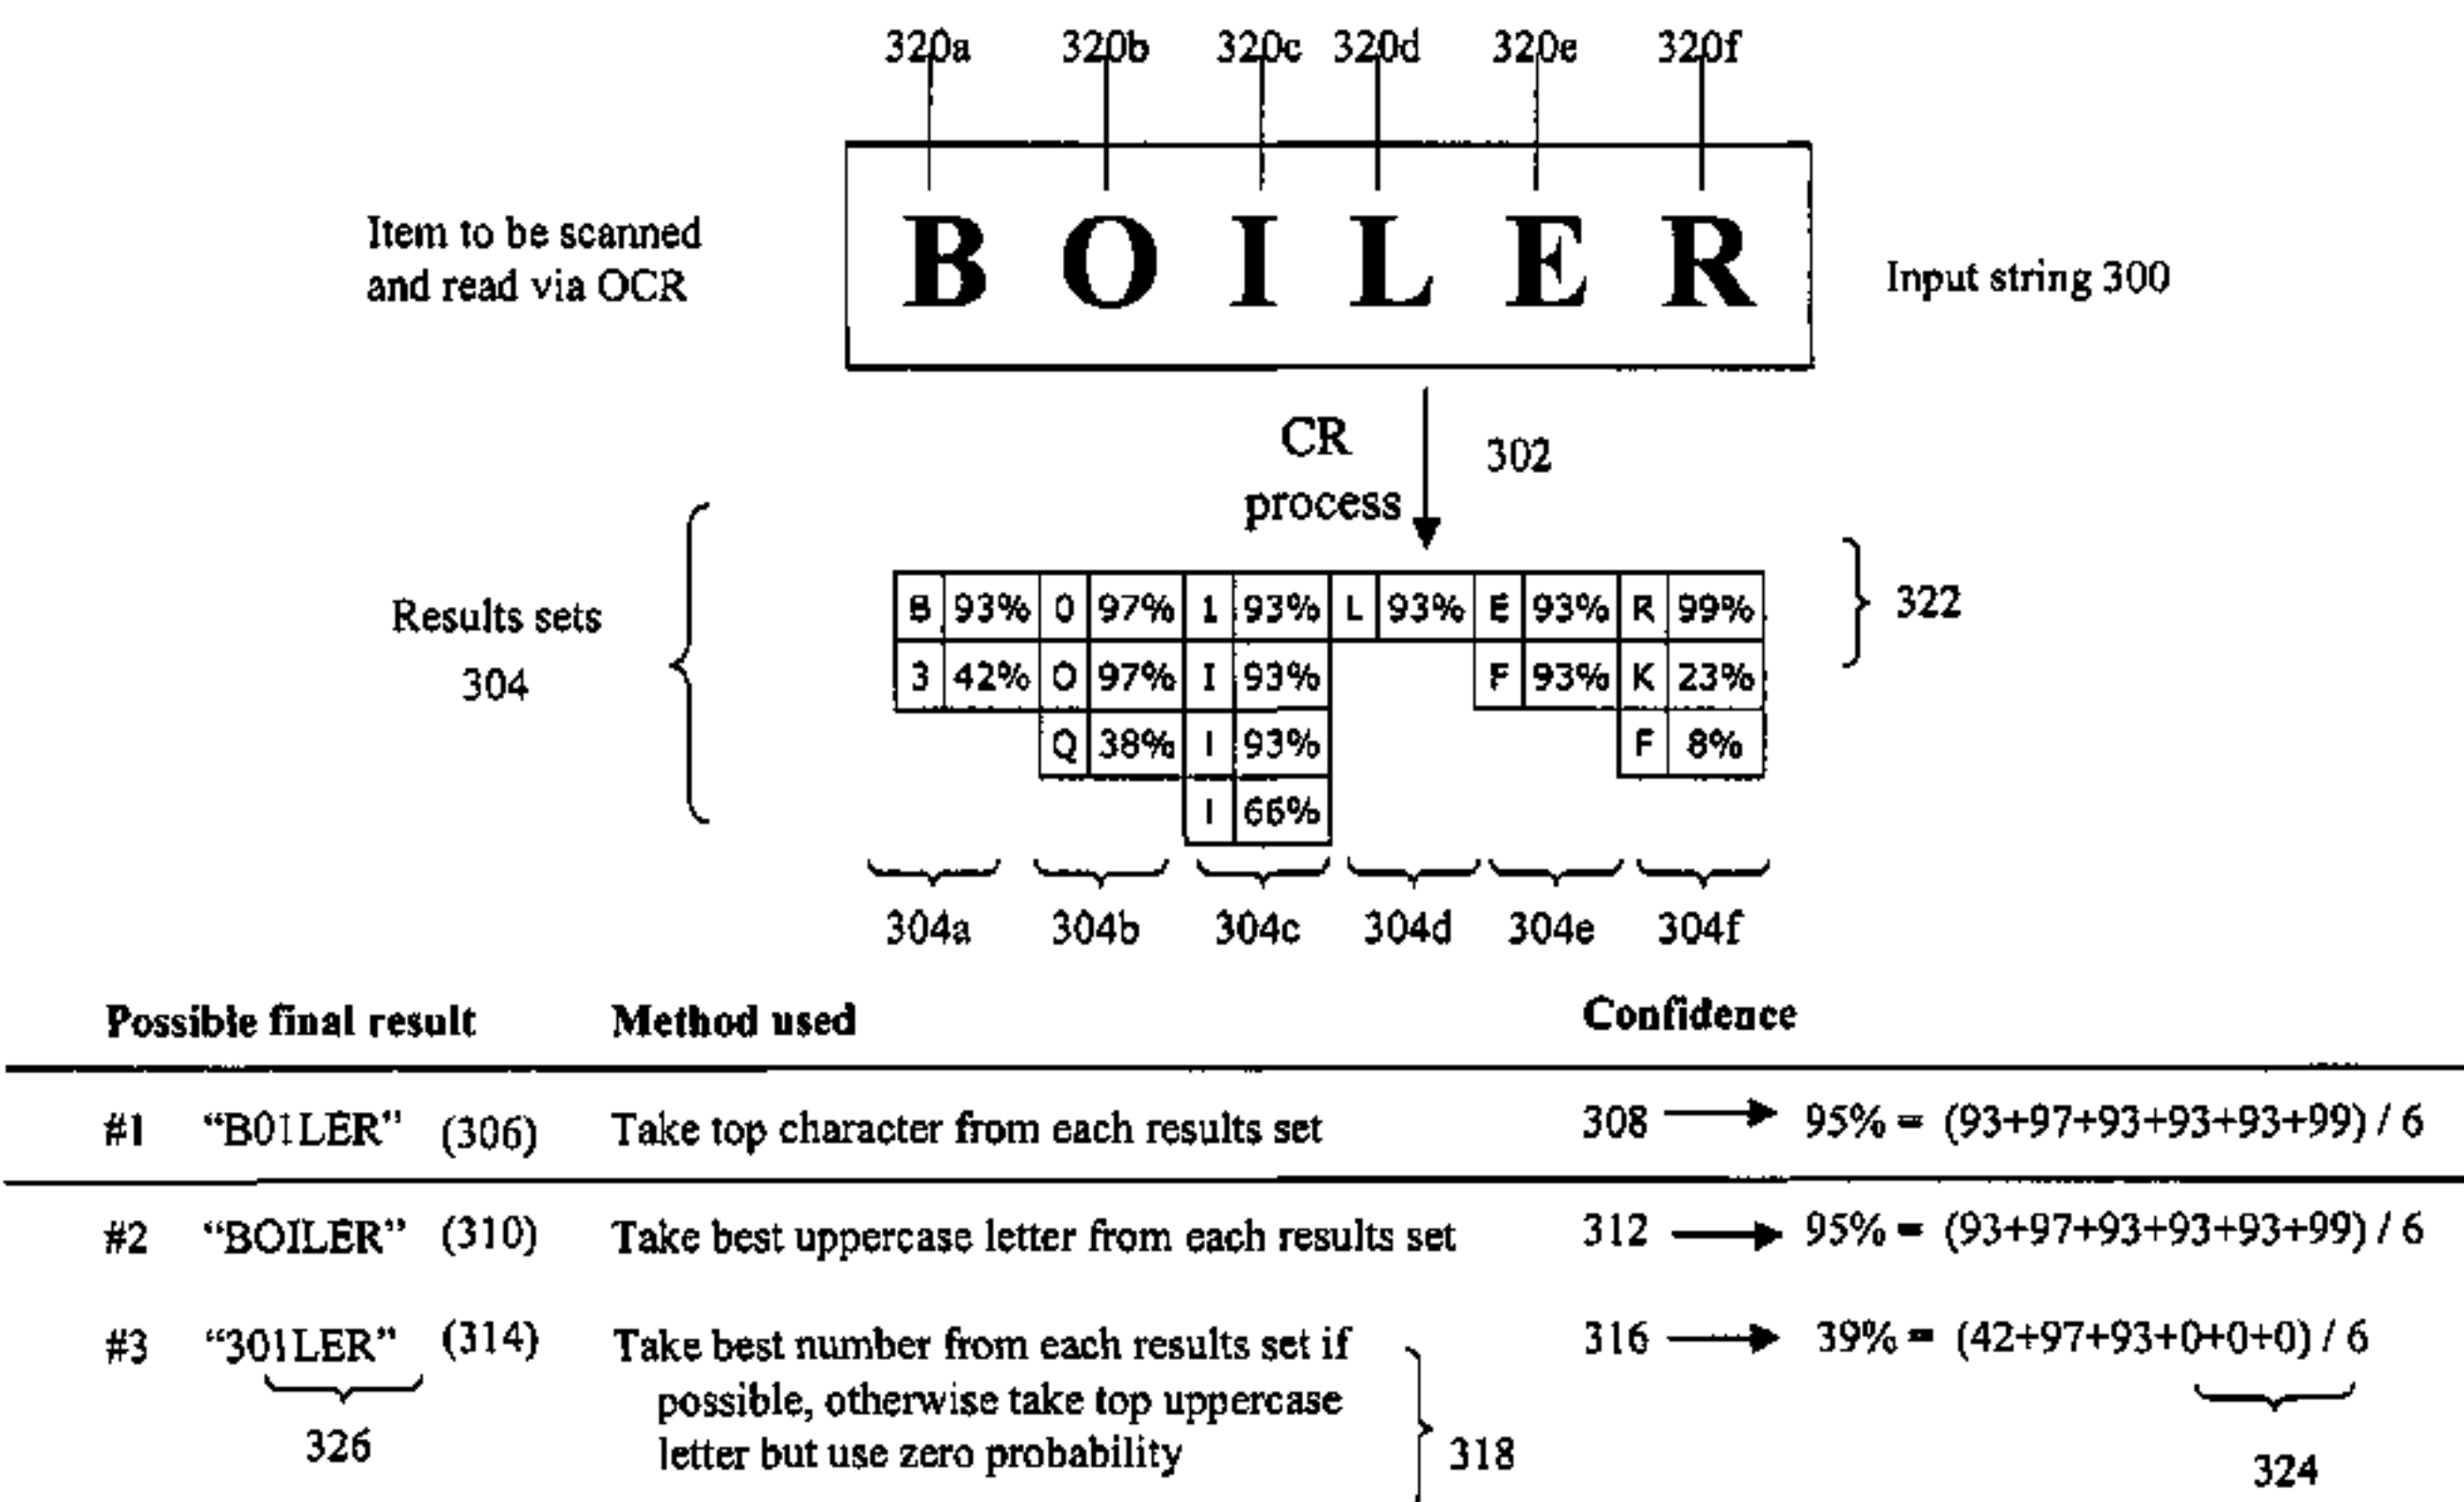 320a 320b 320c 320d 320e 320f
Item to be scanned
and read via OCR
B O I L E R
Input string 300
CR
process
302
Results sets
304
B 93% 0 97% 1 93% L 93% E 93% R 99%
3 42% O 97% I 93% F 93% K 23%
Q 38% l 93% F 8%
I 66%
322
304a 304b 304c 304d 304e 304f
Possible final result Method used Confidence
#1 “B01LER” (306) Take top character from each results set 308 95% = (93+97+93+93+93+99) / 6
#2 “BOILER” (310) Take best uppercase letter from each results set 312 95% = (93+97+93+93+93+99) / 6
#3 “301LER” (314) Take best number from each results set if 316 39% = (42+97+93+0+0+0) / 6
possible, otherwise take top uppercase
letter but use zero probability
326
318
324